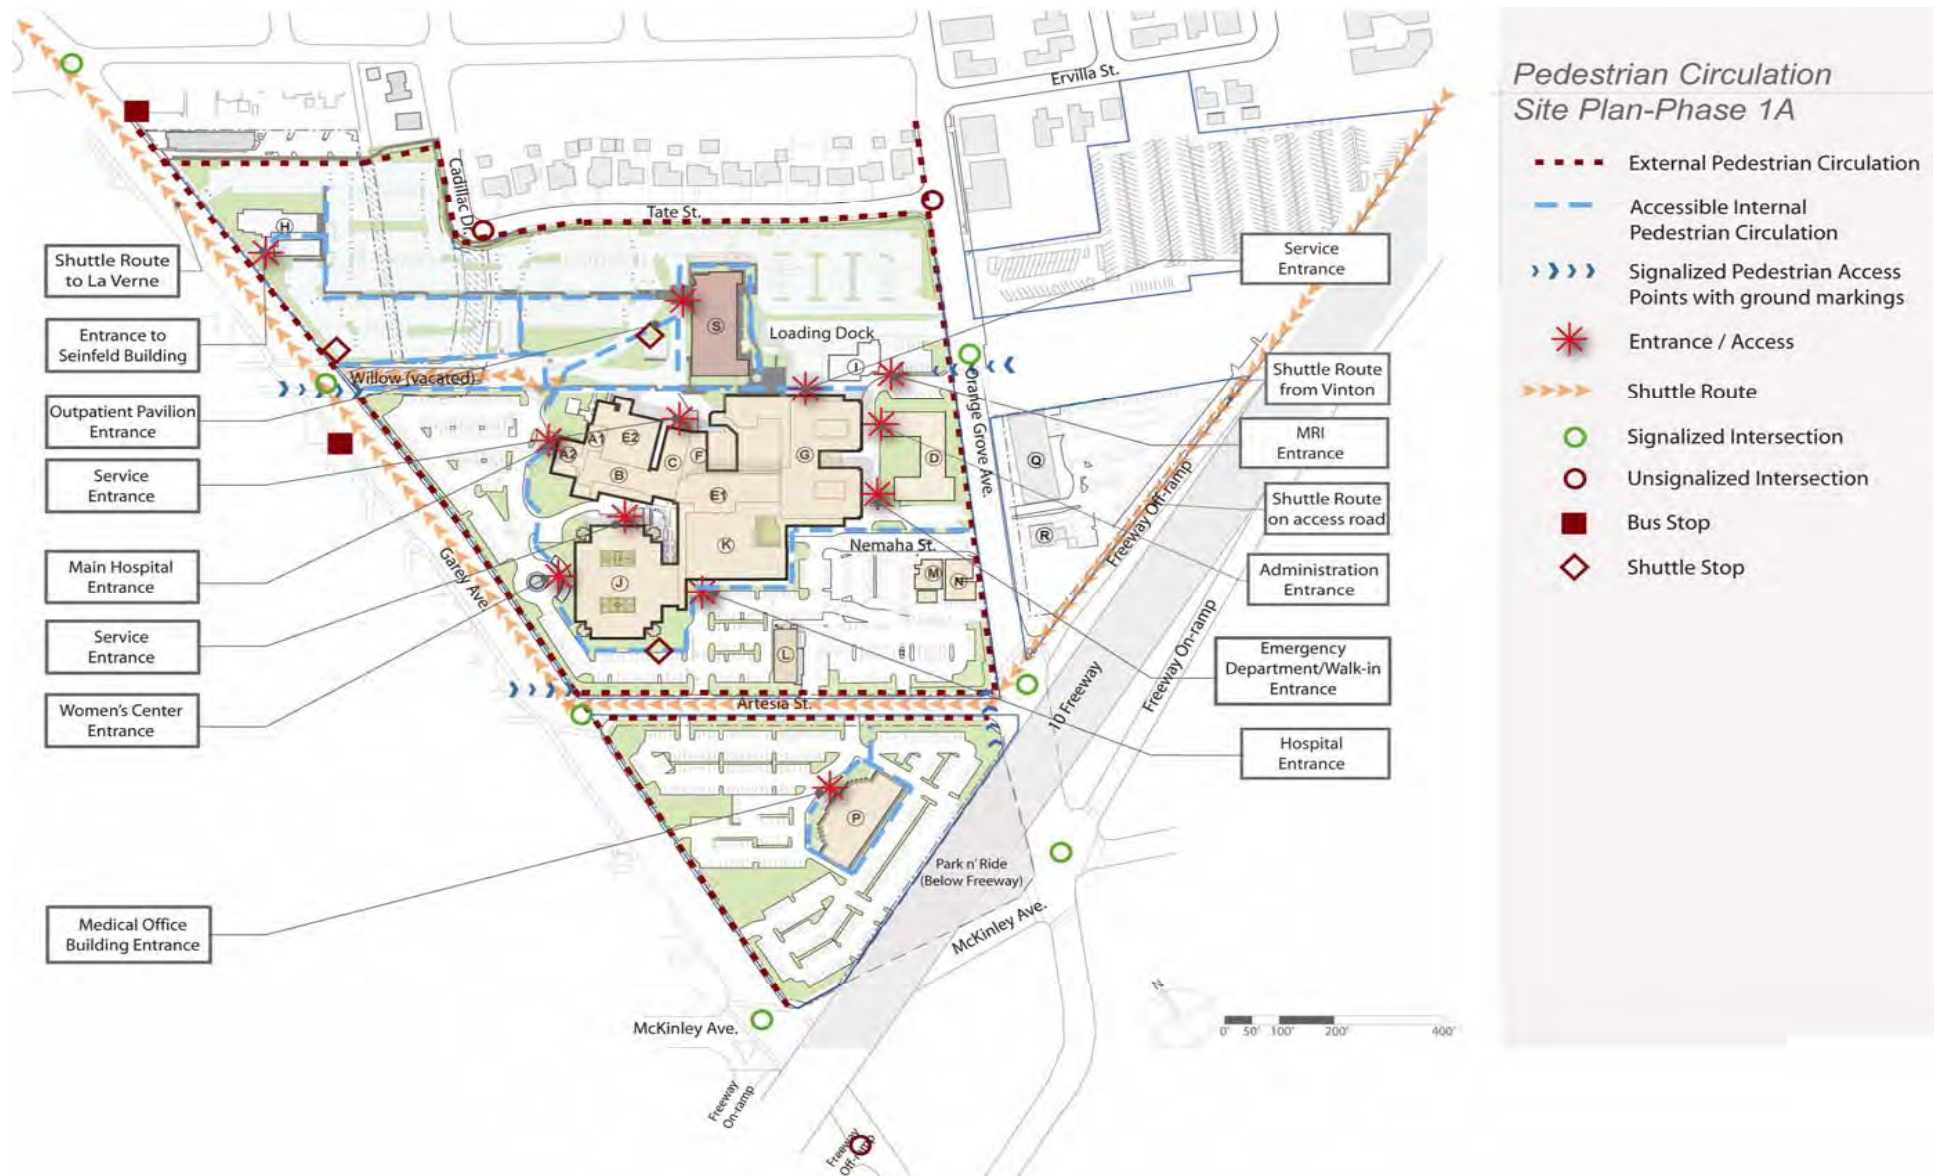 Ervilla St.
Cadillac Dr.
Tate St.
H
Shuttle Route
to La Verne
Entrance to
Seinfeld Building
Outpatient Pavilion
Entrance
Service
Entrance
Main Hospital
Entrance
Service
Entrance
Women's Center
Entrance
Medical Office
Building Entrance
S
Loading Dock
I
Willow (vacated)
A1
E2
A2
B
C
F
G
D
E1
K
J
Nemaha St.
M
N
L
Q
R
Orange Grove Ave.
Garey Ave.
Artesia St.
P
Freeway Off-ramp
10 Freeway
Freeway On-ramp
Park n' Ride
(Below Freeway)
McKinley Ave.
McKinley Ave.
Freeway
On-ramp
Freeway
Off-ramp
Service
Entrance
Shuttle Route
from Vinton
MRI
Entrance
Shuttle Route
on access road
Administration
Entrance
Emergency
Department/Walk-in
Entrance
Hospital
Entrance
N
0' 50' 100' 200' 400'
Pedestrian Circulation
Site Plan-Phase 1A
External Pedestrian Circulation
Accessible Internal
Pedestrian Circulation
Signalized Pedestrian Access
Points with ground markings
Entrance / Access
Shuttle Route
Signalized Intersection
Unsignalized Intersection
Bus Stop
Shuttle Stop